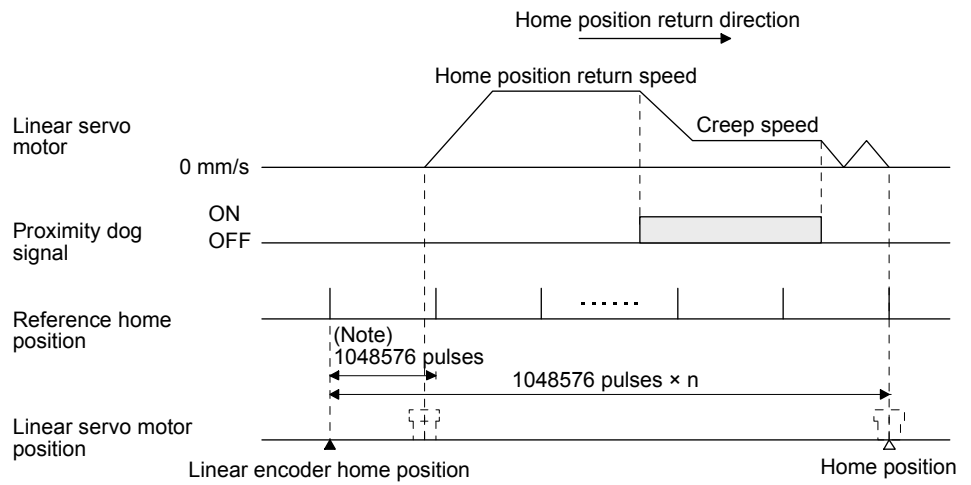 Home position return direction
Home position return speed
Creep speed
Linear servo
motor
0 mm/s
ON
OFF
Proximity dog
signal
Reference home
position
(Note)
1048576 pulses
1048576 pulses × n
Linear servo motor
position
Linear encoder home position
Home position